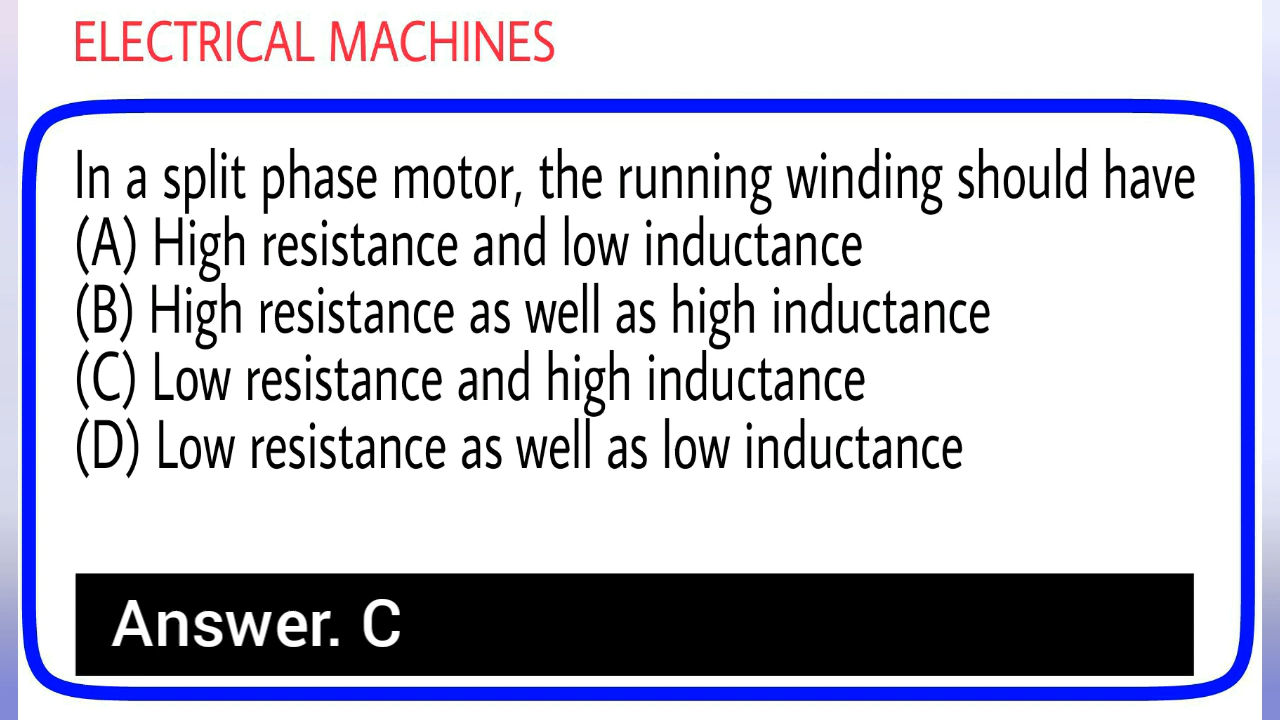 ELECTRICAL MACHINES
In a split phase motor, the running winding should have
(A) High resistance and low inductance
(B) High resistance as well as high inductance
(C) Low resistance and high inductance
(D) Low resistance as well as low inductance
Answer. C